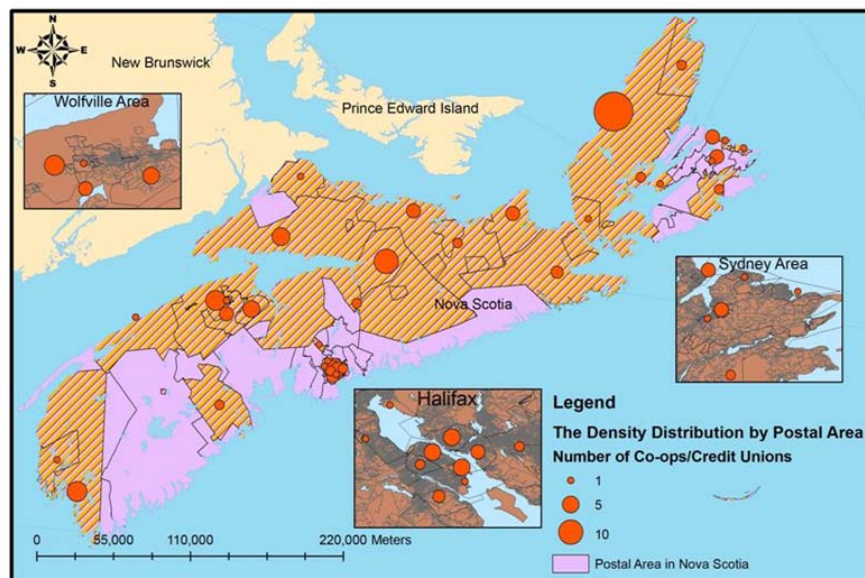 N
W E
S
New Brunswick
Wolfville Area
Prince Edward Island
Nova Scotia
Sydney Area
Halifax
Legend
The Density Distribution by Postal Area
Number of Co-ops/Credit Unions
1
5
10
Postal Area in Nova Scotia
0 55,000 110,000 220,000 Meters